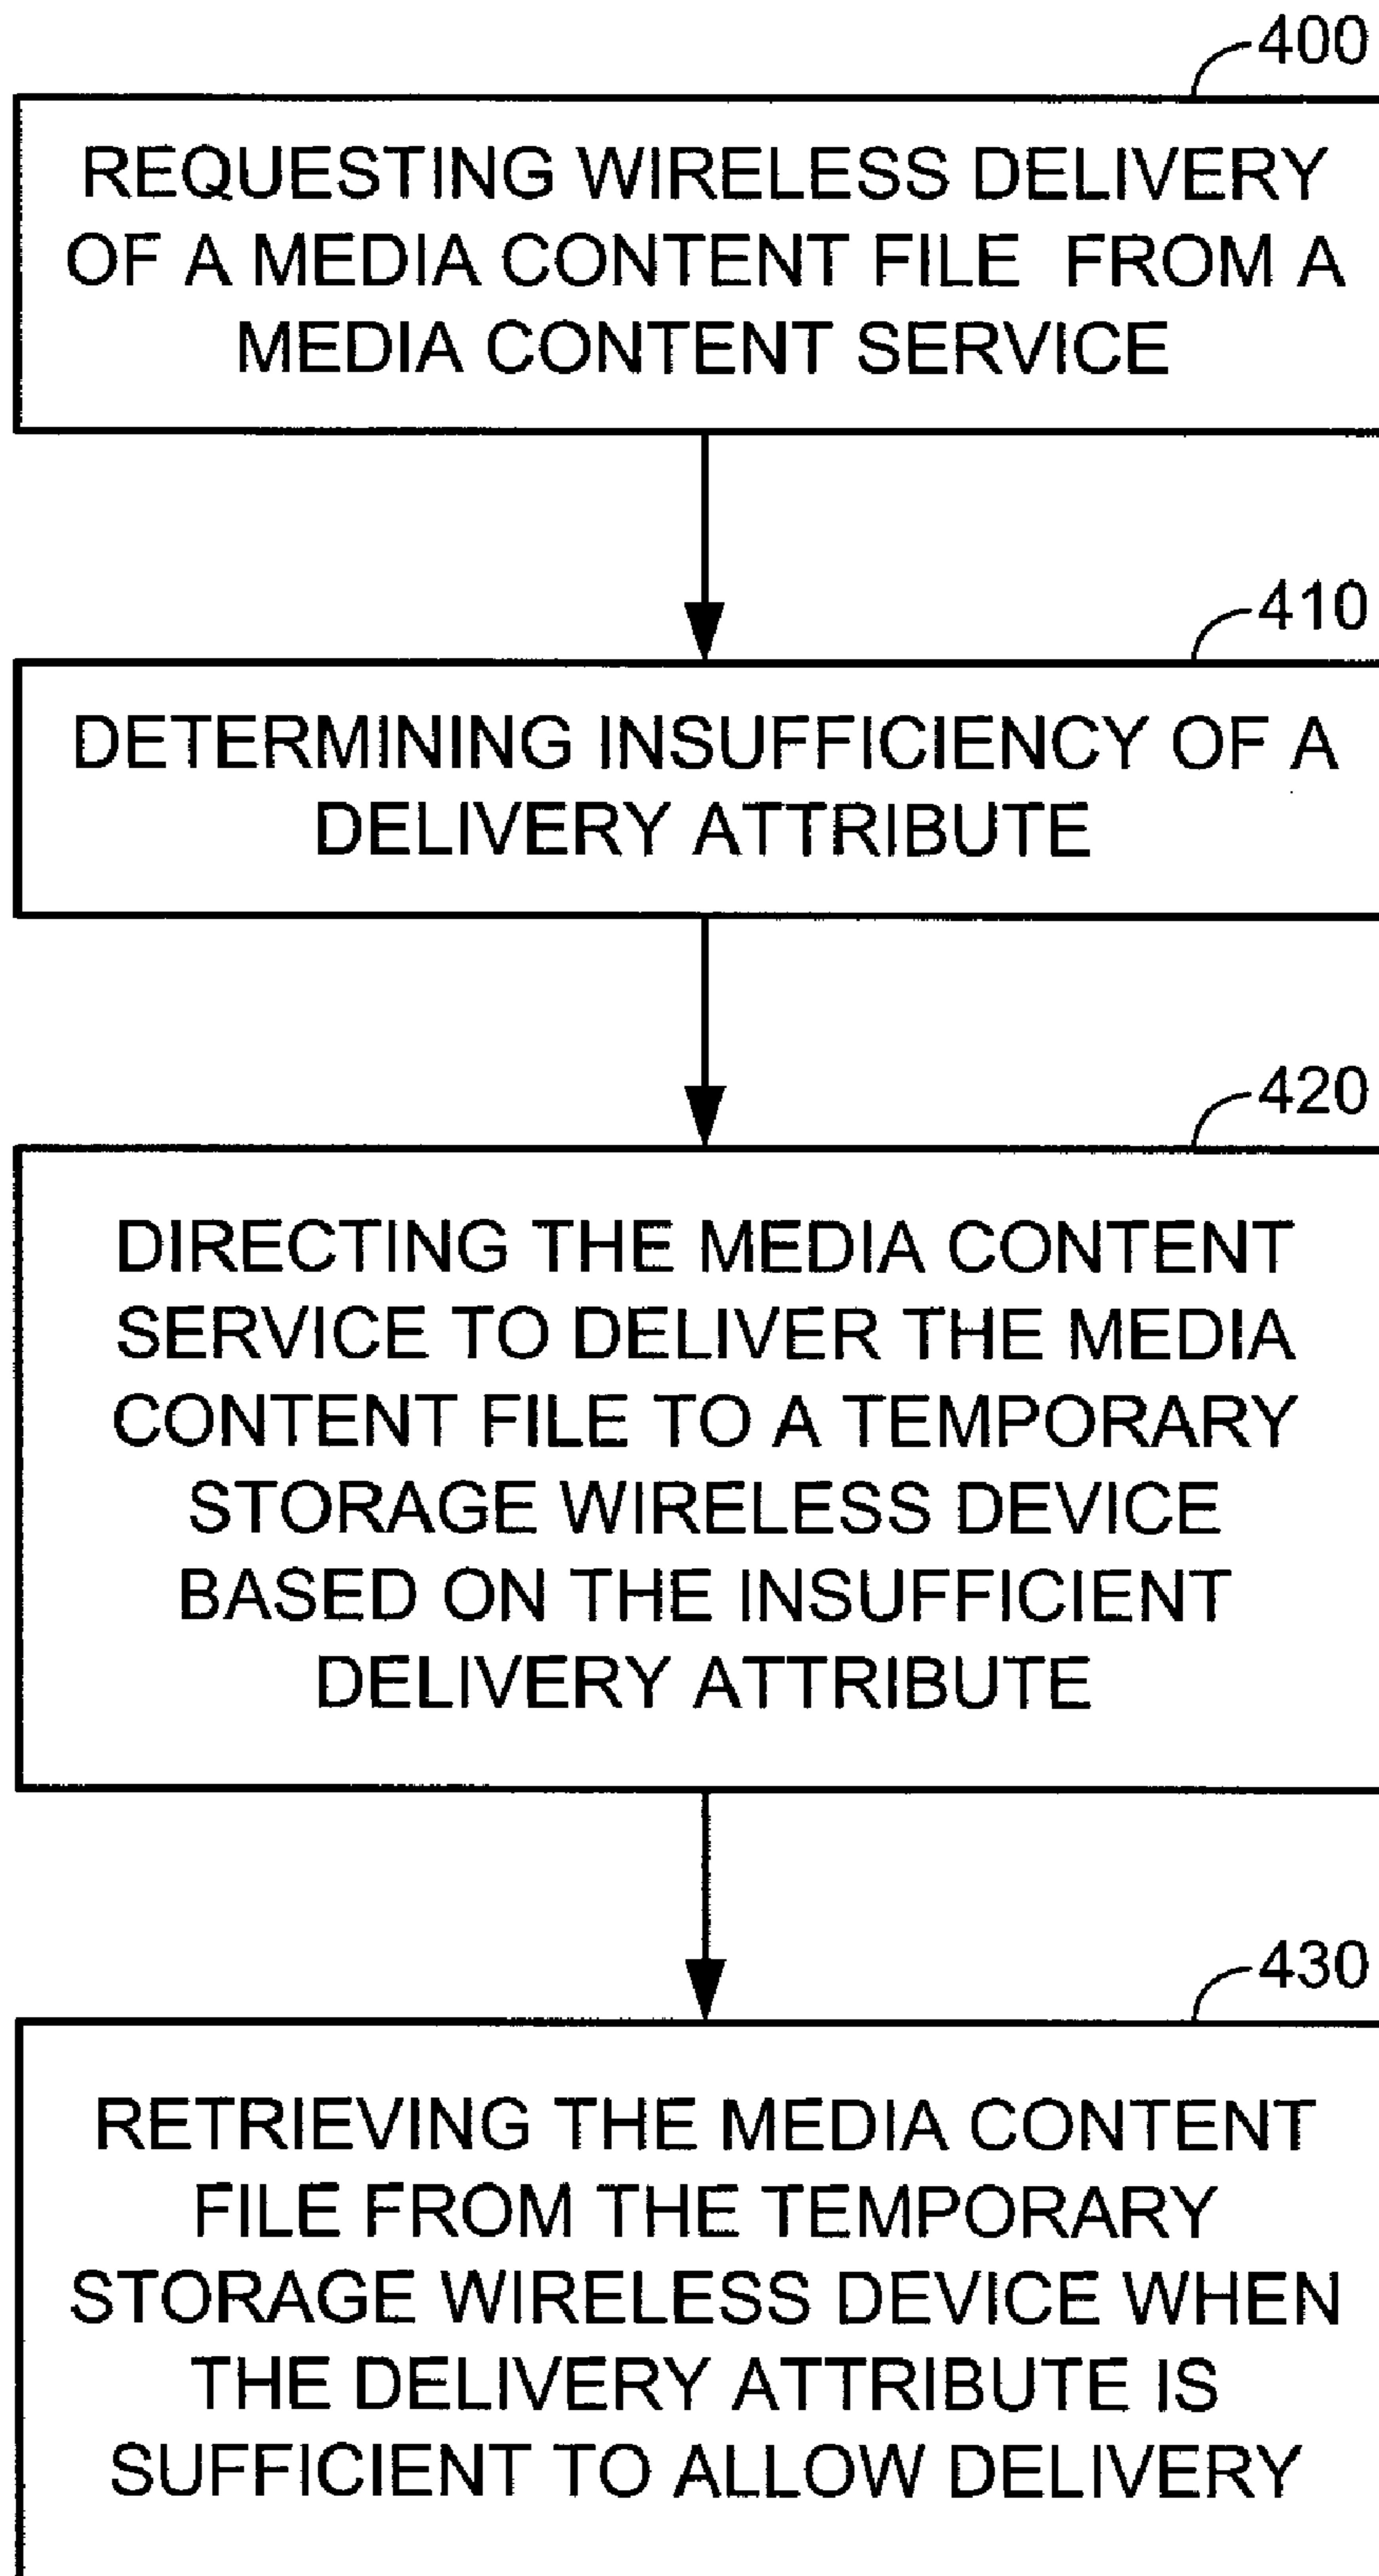 400
REQUESTING WIRELESS DELIVERY
OF A MEDIA CONTENT FILE FROM A
MEDIA CONTENT SERVICE
410
DETERMINING INSUFFICIENCY OF A
DELIVERY ATTRIBUTE
420
DIRECTING THE MEDIA CONTENT
SERVICE TO DELIVER THE MEDIA
CONTENT FILE TO A TEMPORARY
STORAGE WIRELESS DEVICE
BASED ON THE INSUFFICIENT
DELIVERY ATTRIBUTE
430
RETRIEVING THE MEDIA CONTENT
FILE FROM THE TEMPORARY
STORAGE WIRELESS DEVICE WHEN
THE DELIVERY ATTRIBUTE IS
SUFFICIENT TO ALLOW DELIVERY